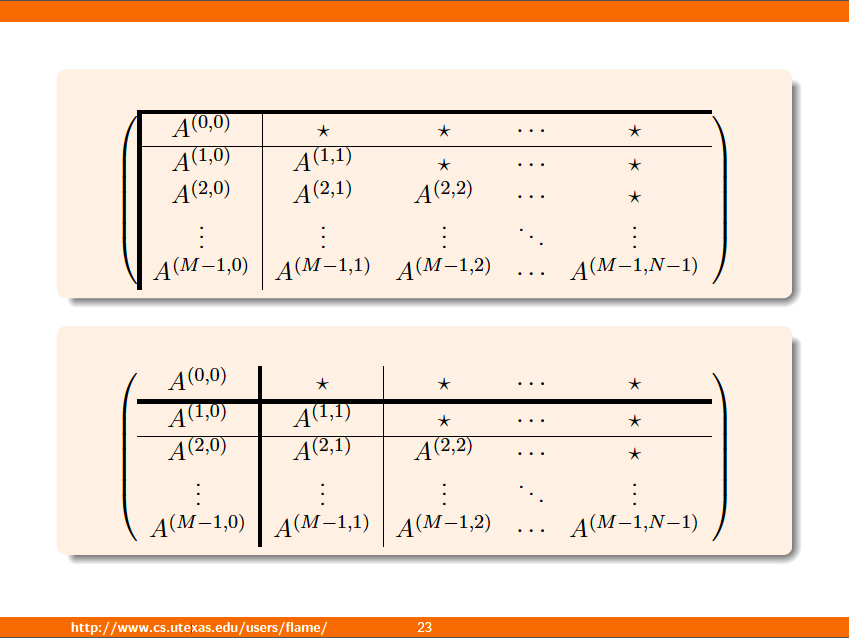 A(0,0) ⋆ ⋆ ⋯ ⋆
A(1,0) A(1,1) ⋆ ⋯ ⋆
A(2,0) A(2,1) A(2,2) ⋯ ⋆
⋮ ⋮ ⋮ ⋱ ⋮
A(M−1,0) A(M−1,1) A(M−1,2) ⋯ A(M−1,N−1)
A(0,0) ⋆ ⋆ ⋯ ⋆
A(1,0) A(1,1) ⋆ ⋯ ⋆
A(2,0) A(2,1) A(2,2) ⋯ ⋆
⋮ ⋮ ⋮ ⋱ ⋮
A(M−1,0) A(M−1,1) A(M−1,2) ⋯ A(M−1,N−1)
http://www.cs.utexas.edu/users/flame/ 23